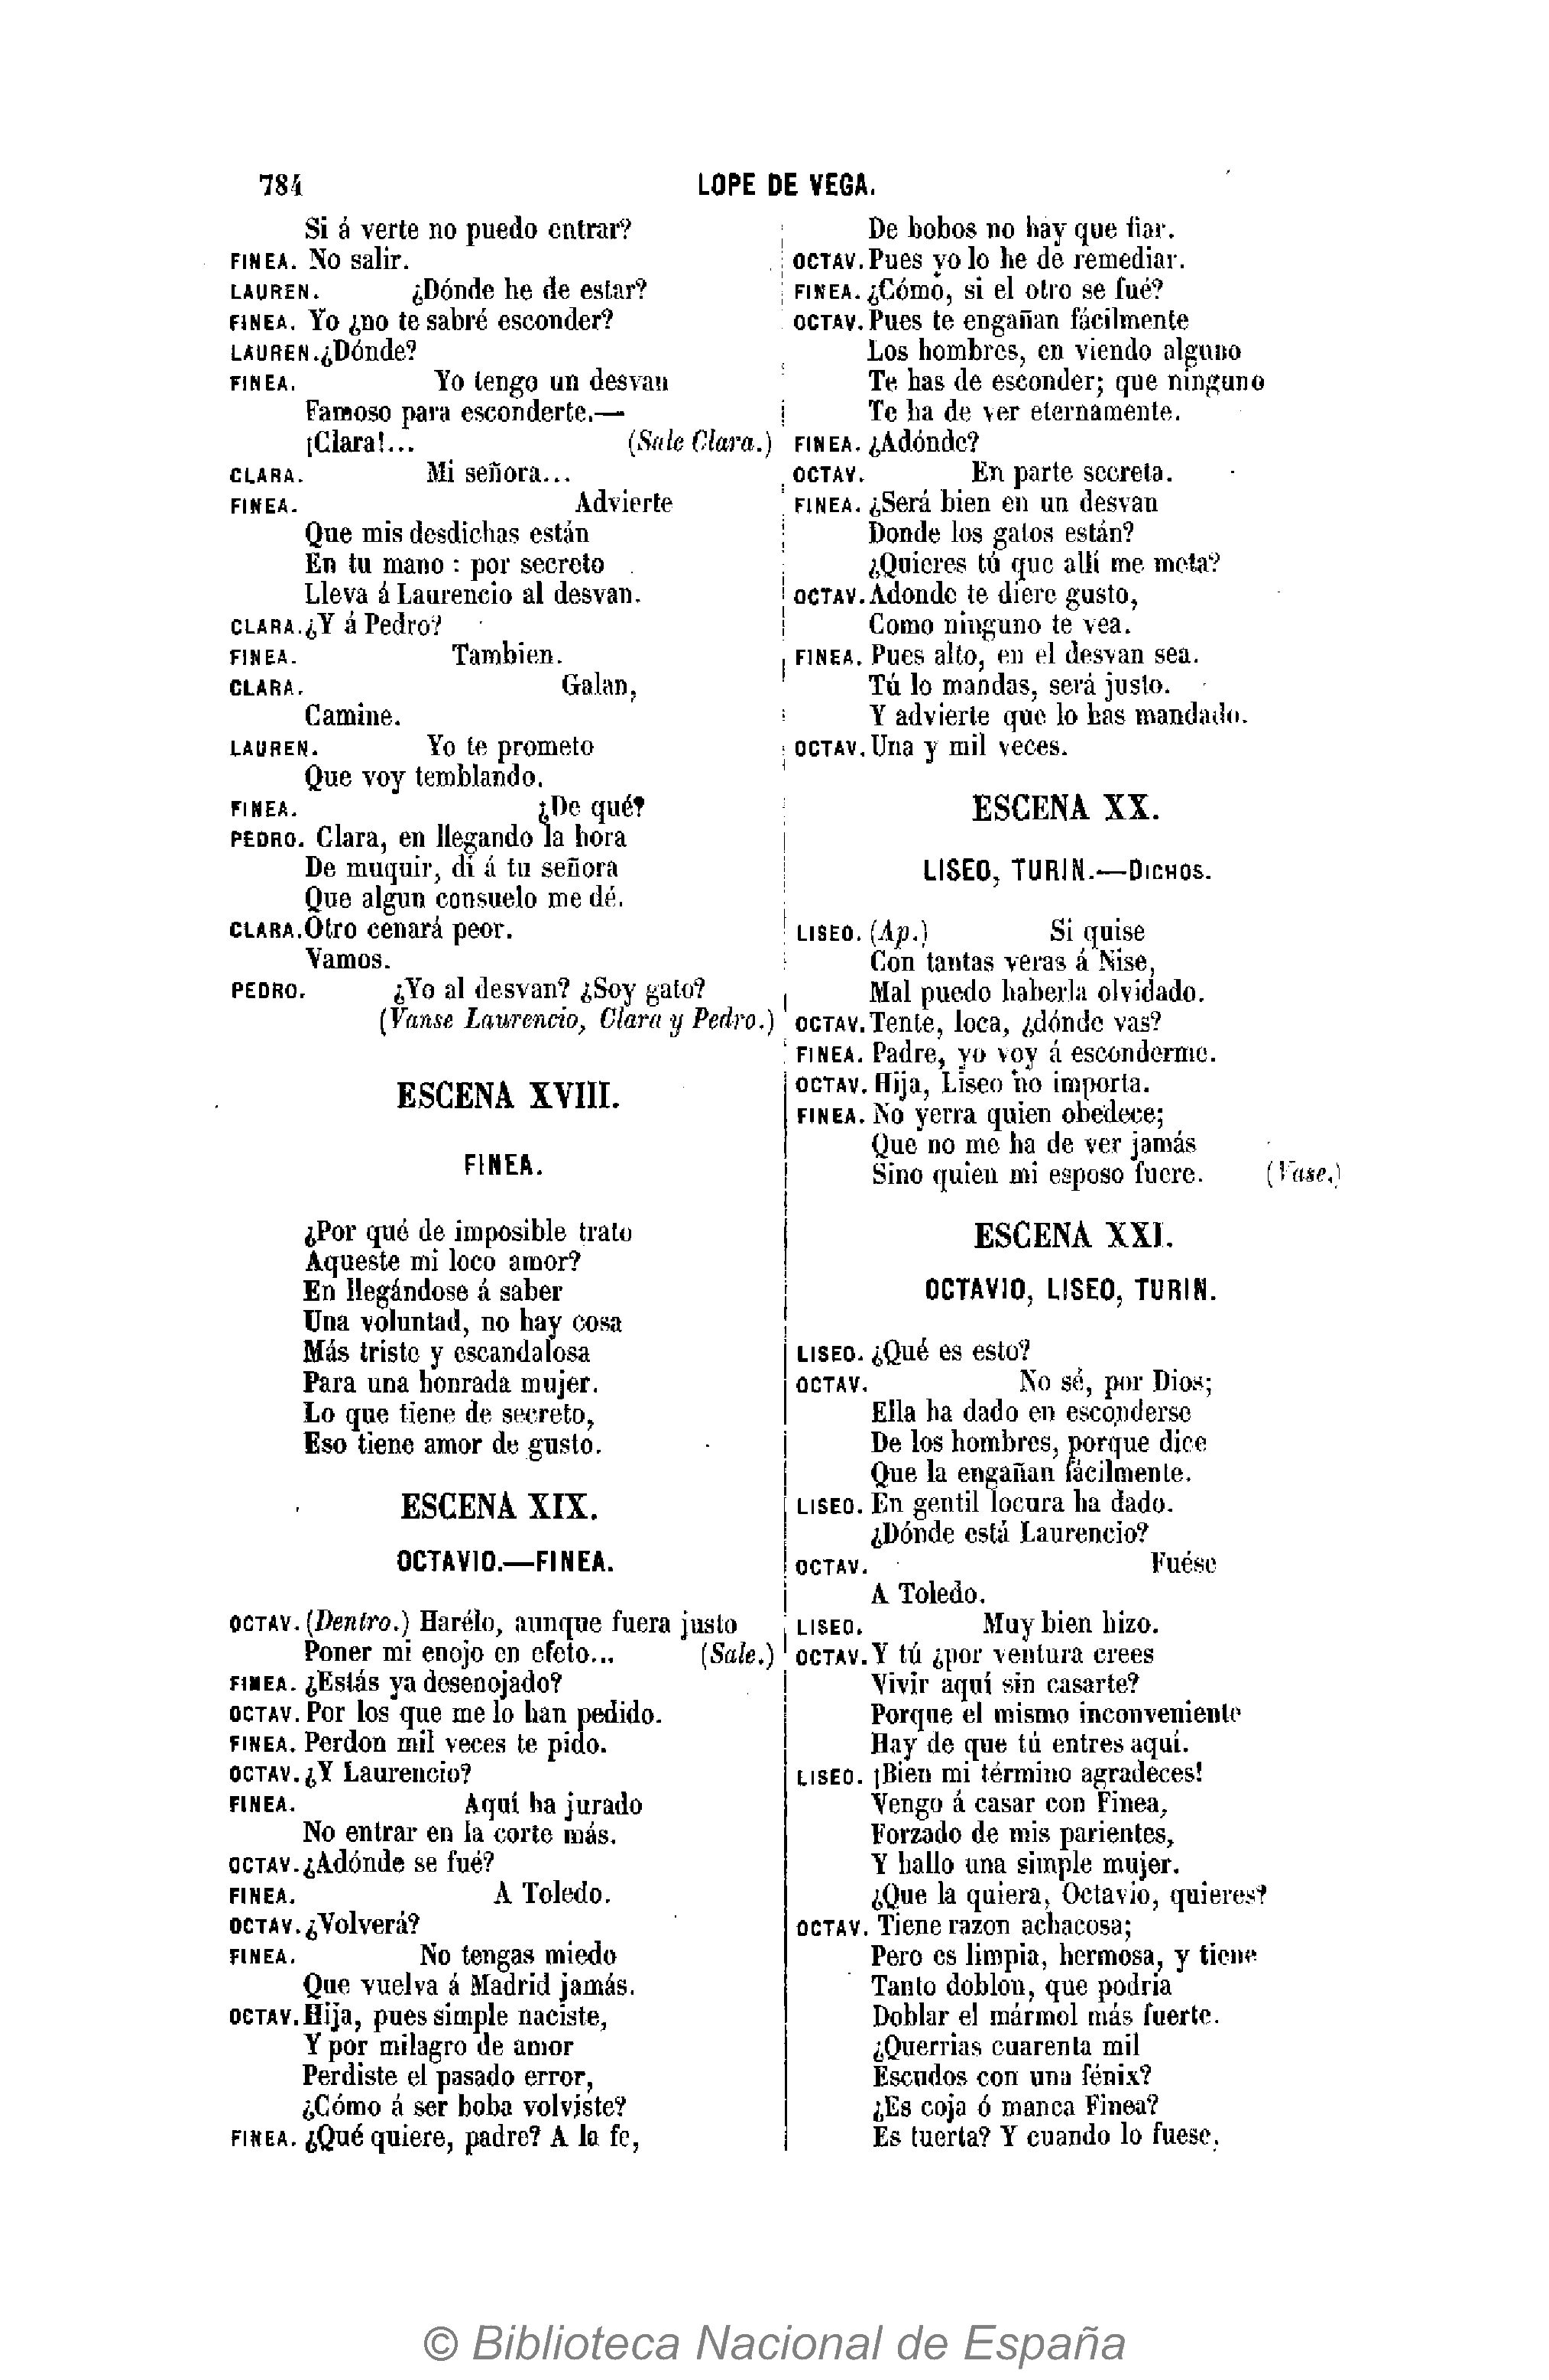 784
LOPE DE VEGA.
Si á verte no puedo entrar?
FINEA. No salir.
LAUREN. ¿Dónde he de estar?
FINEA. Yo ¿no te sabré esconder?
LAUREN. ¿Dónde?
FINEA. Yo tengo un desvan
Famoso para esconderte.—
¡Clara!... (Sale Clara.)
CLARA. Mi señora...
FINEA. Advierte
Que mis desdichas están
En tu mano : por secreto
Lleva á Laurencio al desvan.
CLARA. ¿Y á Pedro?
FINEA. Tambien.
CLARA. Galan,
Camine.
LAUREN. Yo te prometo
Que voy temblando.
FINEA. ¿De qué?
PEDRO. Clara, en llegando la hora
De muquir, dí á tu señora
Que algun consuelo me dé.
CLARA. Otro cenará peor.
Vamos.
PEDRO. ¿Yo al desvan? ¿Soy gato?
(Vanse Laurencio, Clara y Pedro.)
ESCENA XVIII.
FINEA.
¿Por qué de imposible trato
Aqueste mi loco amor?
En llegándose á saber
Una voluntad, no hay cosa
Más triste y escandalosa
Para una honrada mujer.
Lo que tiene de secreto,
Eso tiene amor de gusto.
ESCENA XIX.
OCTAVIO.—FINEA.
OCTAV. (Dentro.) Harélo, aunque fuera justo
Poner mi enojo en efeto... (Sale.)
FINEA. ¿Estás ya desenojado?
OCTAV. Por los que me lo han pedido.
FINEA. Perdon mil veces te pido.
OCTAV. ¿Y Laurencio?
FINEA. Aquí ha jurado
No entrar en la corte más.
OCTAV. ¿Adónde se fué?
FINEA. A Toledo.
OCTAV. ¿Volverá?
FINEA. No tengas miedo
Que vuelva á Madrid jamás.
OCTAV. Hija, pues simple naciste,
Y por milagro de amor
Perdiste el pasado error,
¿Cómo á ser boba volviste?
FINEA. ¿Qué quiere, padre? A la fe,
De bobos no hay que fiar.
OCTAV. Pues yo lo he de remediar.
FINEA. ¿Cómo, si el otro se fué?
OCTAV. Pues te engañan fácilmente
Los hombres, en viendo alguno
Te has de esconder; que ninguno
Te ha de ver eternamente.
FINEA. ¿Adónde?
OCTAV. En parte secreta.
FINEA. ¿Será bien en un desvan
Donde los gatos están?
¿Quieres tú que allí me meta?
OCTAV. Adonde te diere gusto,
Como ninguno te vea.
FINEA. Pues alto, en el desvan sea.
Tú lo mandas, será justo.
Y advierte que lo has mandado.
OCTAV. Una y mil veces.
ESCENA XX.
LISEO, TURIN.—DICHOS.
LISEO. (Ap.) Si quise
Con tantas veras á Nise,
Mal puedo haberla olvidado.
OCTAV. Tente, loca, ¿dónde vas?
FINEA. Padre, yo voy á esconderme.
OCTAV. Hija, Liseo no importa.
FINEA. No yerra quien obedece;
Que no me ha de ver jamás
Sino quien mi esposo fuere. (Vase.)
ESCENA XXI.
OCTAVIO, LISEO, TURIN.
LISEO. ¿Qué es esto?
OCTAV. No sé, por Dios;
Ella ha dado en esconderse
De los hombres, porque dice
Que la engañan fácilmente.
LISEO. En gentil locura ha dado.
¿Dónde está Laurencio?
OCTAV. Fuése
A Toledo.
LISEO. Muy bien hizo.
OCTAV. Y tú ¿por ventura crees
Vivir aquí sin casarte?
Porque el mismo inconveniente
Hay de que tú entres aquí.
LISEO. ¡Bien mi término agradeces!
Vengo á casar con Finea,
Forzado de mis parientes,
Y hallo una simple mujer.
¿Que la quiera, Octavio, quieres?
OCTAV. Tiene razon achacosa;
Pero es limpia, hermosa, y tiene
Tanto doblon, que podria
Doblar el mármol más fuerte.
¿Querrias cuarenta mil
Escudos con una fénix?
¿Es coja ó manca Finea?
Es tuerta? Y cuando lo fuese,
© Biblioteca Nacional de España